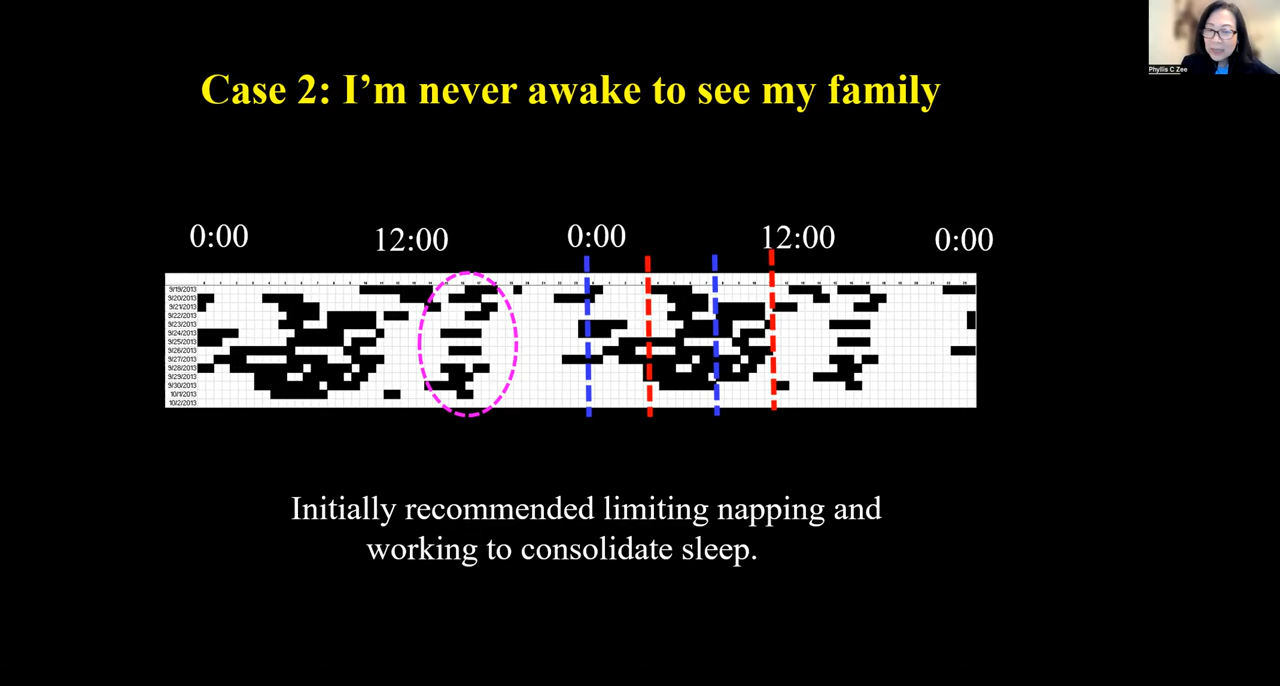 Phyllis C Zee
Case 2: I’m never awake to see my family
0:00 12:00 0:00 12:00 0:00
9/19/2013
9/20/2013
9/21/2013
9/22/2013
9/23/2013
9/24/2013
9/25/2013
9/26/2013
9/27/2013
9/28/2013
9/29/2013
9/30/2013
10/1/2013
10/2/2013
Initially recommended limiting napping and
working to consolidate sleep.